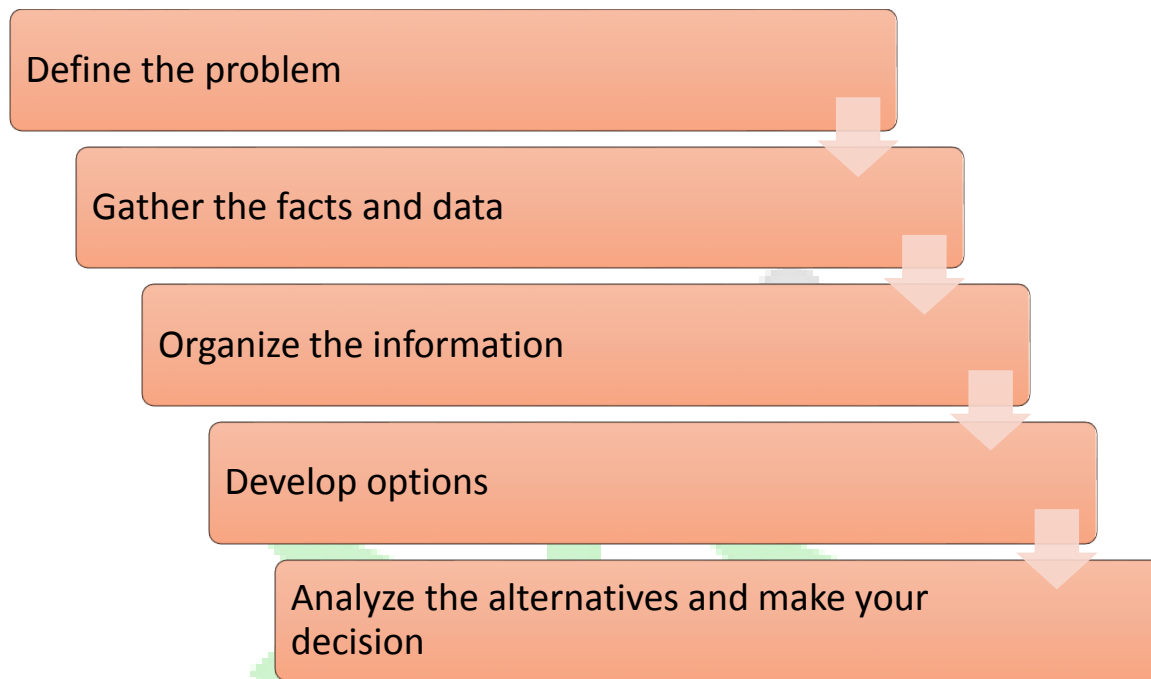 Define the problem
Gather the facts and data
Organize the information
Develop options
Analyze the alternatives and make your
decision